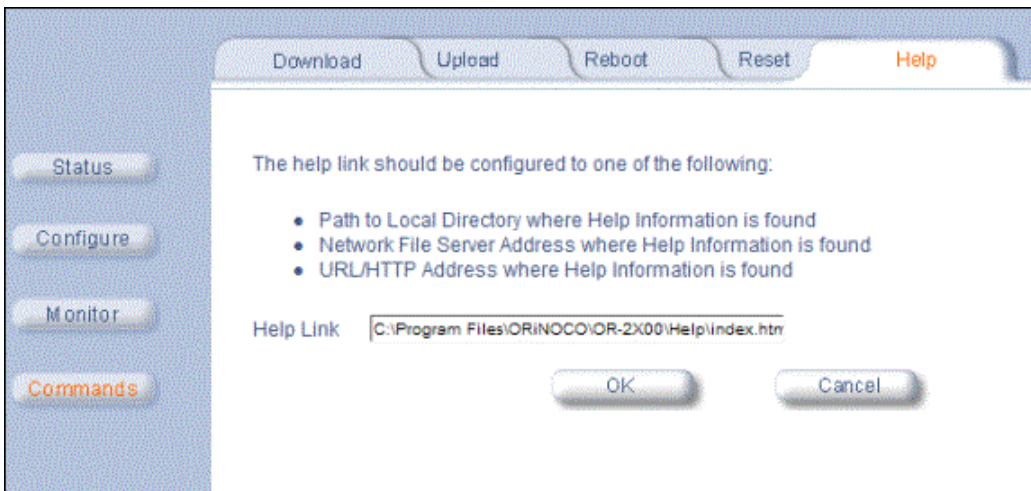 Download Upload Reboot Reset Help
Status
Configure
Monitor
Commands
The help link should be configured to one of the following:
● Path to Local Directory where Help Information is found
● Network File Server Address where Help Information is found
● URL/HTTP Address where Help Information is found
Help Link C:\Program Files\ORiNOCO\OR-2X00\Help\index.htm
OK Cancel